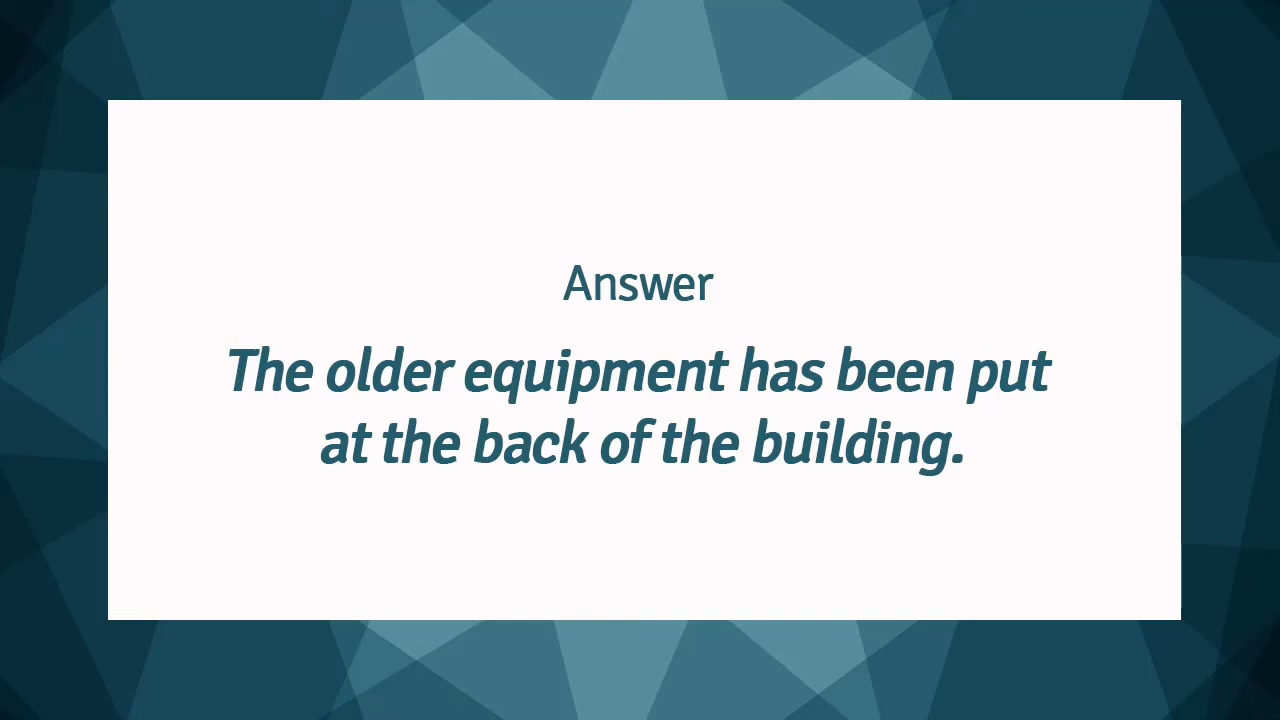 Answer
The older equipment has been put
at the back of the building.